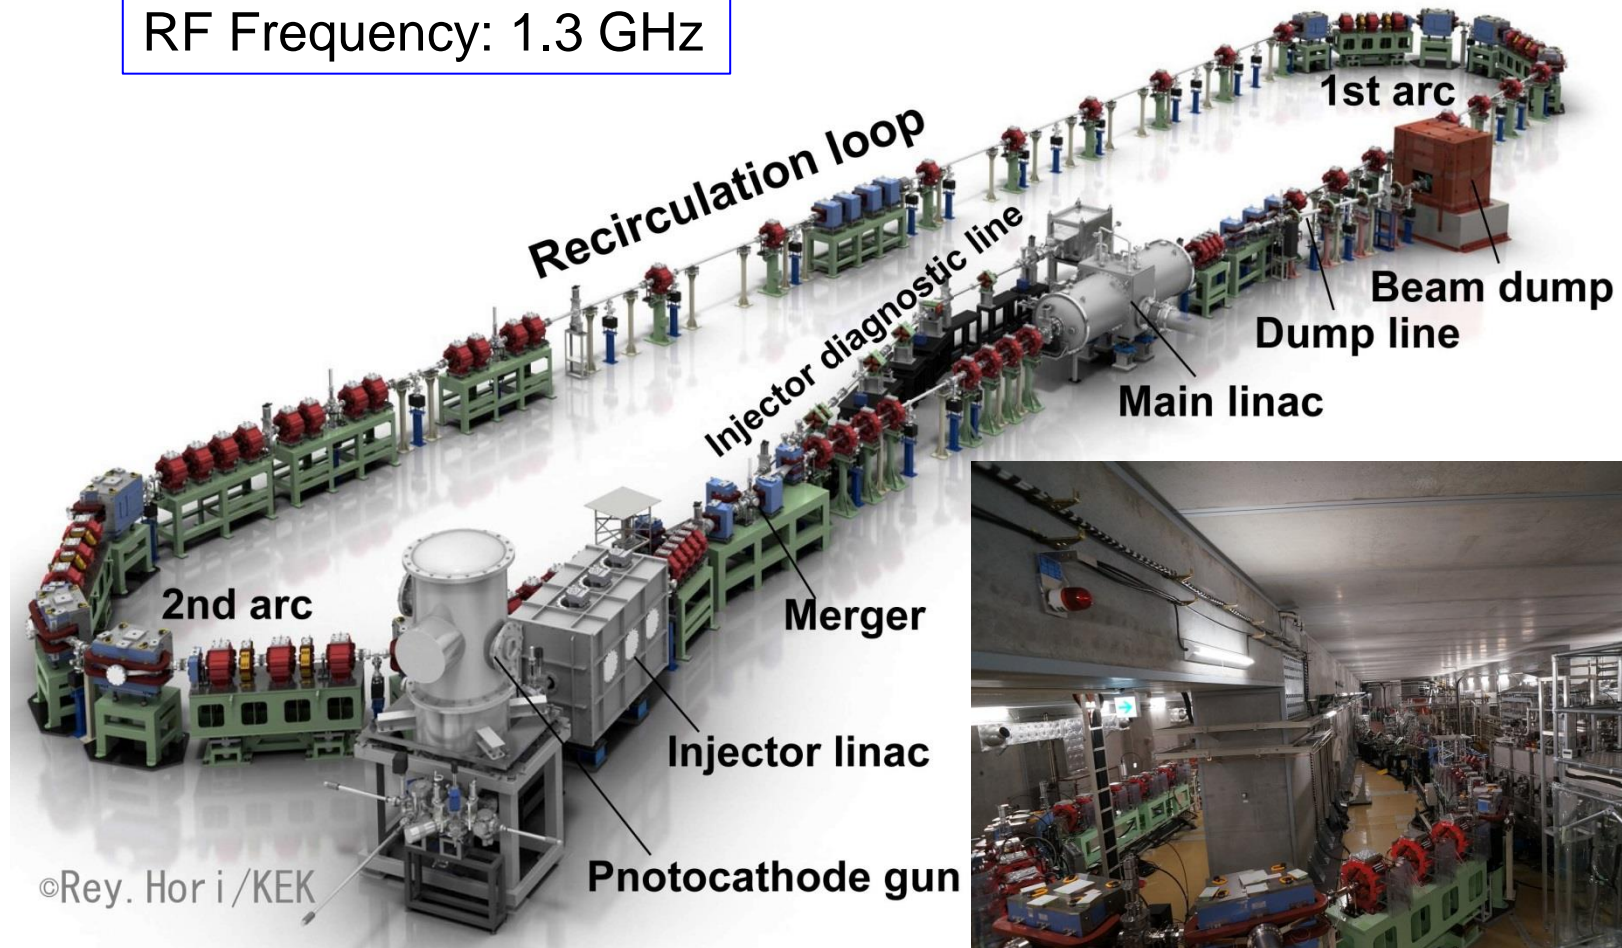 RF Frequency: 1.3 GHz
1st arc
Recirculation loop
Injector diagnostic line
Beam dump
Dump line
Main linac
2nd arc
Merger
Injector linac
Pnotocathode gun
©Rey. Hori/KEK